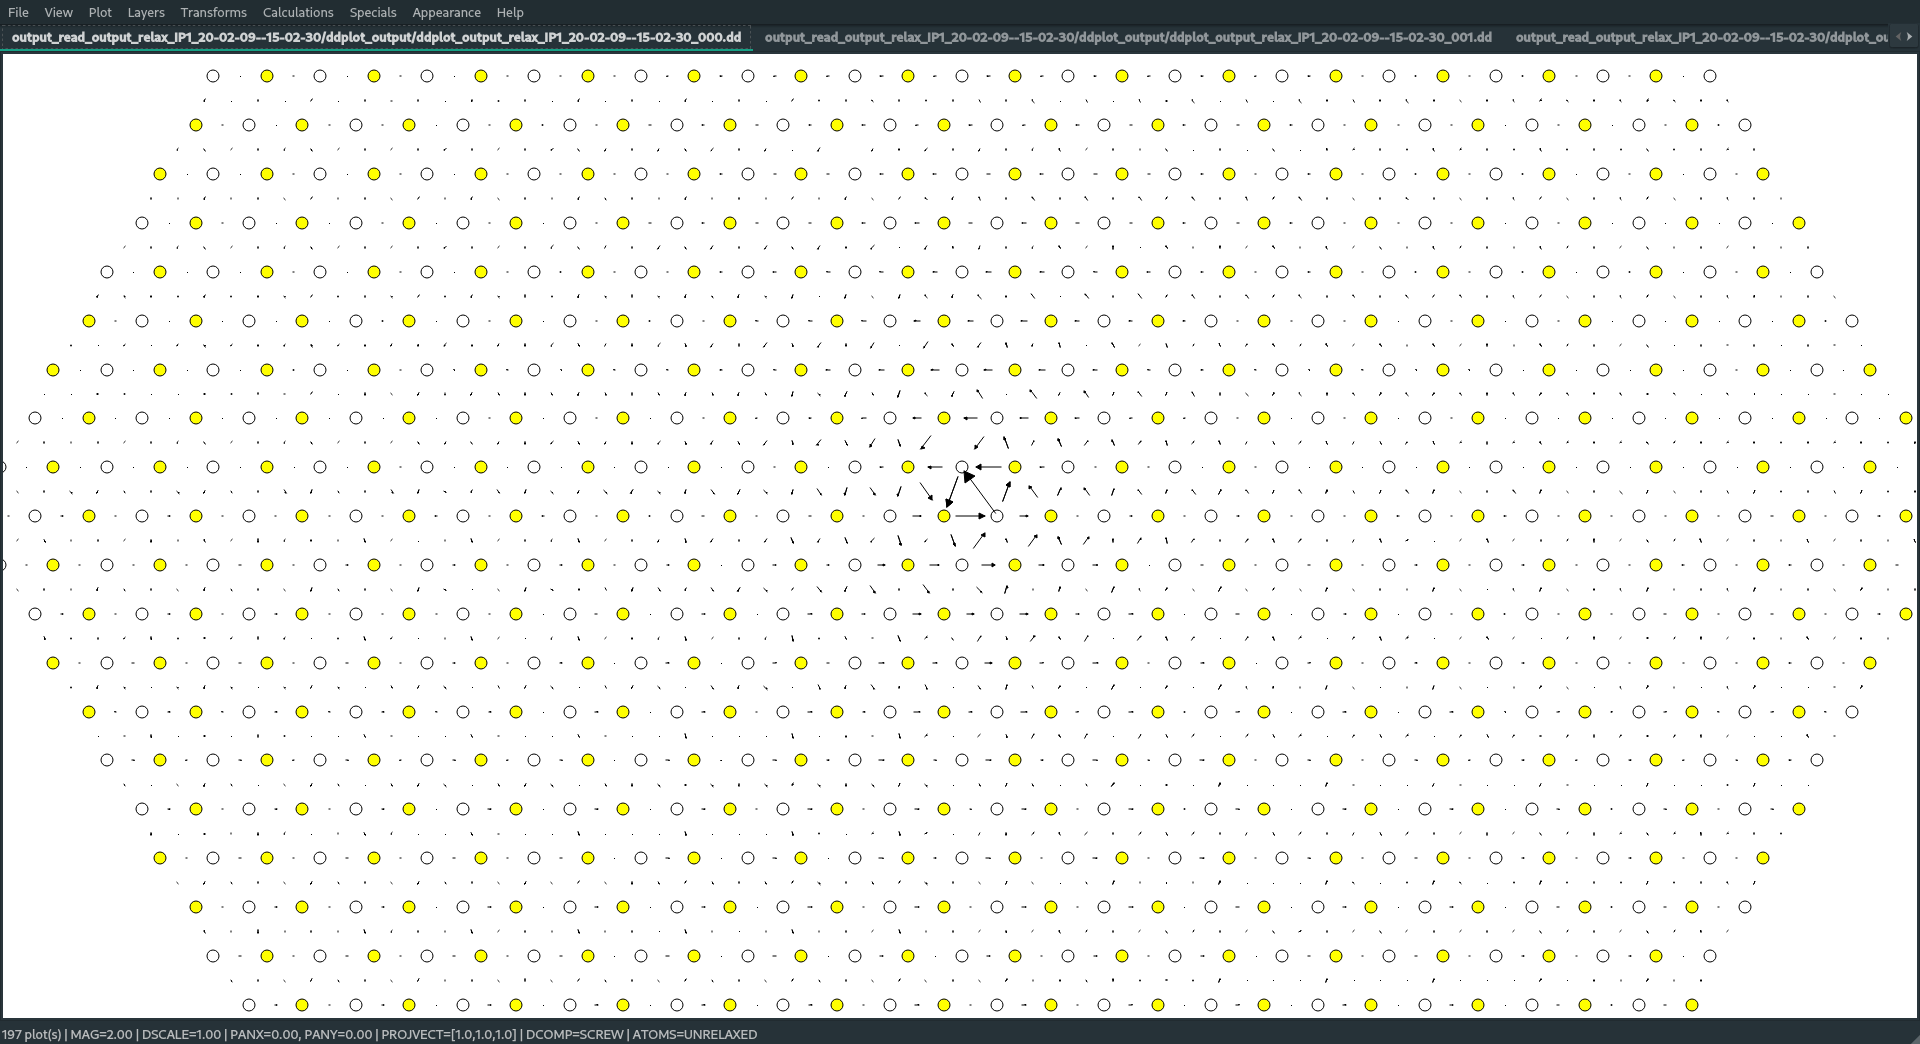 File View Plot Layers Transforms Calculations Specials Appearance Help
output_read_output_relax_IP1_20-02-09--15-02-30/ddplot_output/ddplot_output_relax_IP1_20-02-09--15-02-30_000.dd output_read_output_relax_IP1_20-02-09--15-02-30/ddplot_output/ddplot_output_relax_IP1_20-02-09--15-02-30_001.dd output_read_output_relax_IP1_20-02-09--15-02-30/ddplot_ou
197 plot(s) | MAG=2.00 | DSCALE=1.00 | PANX=0.00, PANY=0.00 | PROJVECT=[1.0,1.0,1.0] | DCOMP=SCREW | ATOMS=UNRELAXED